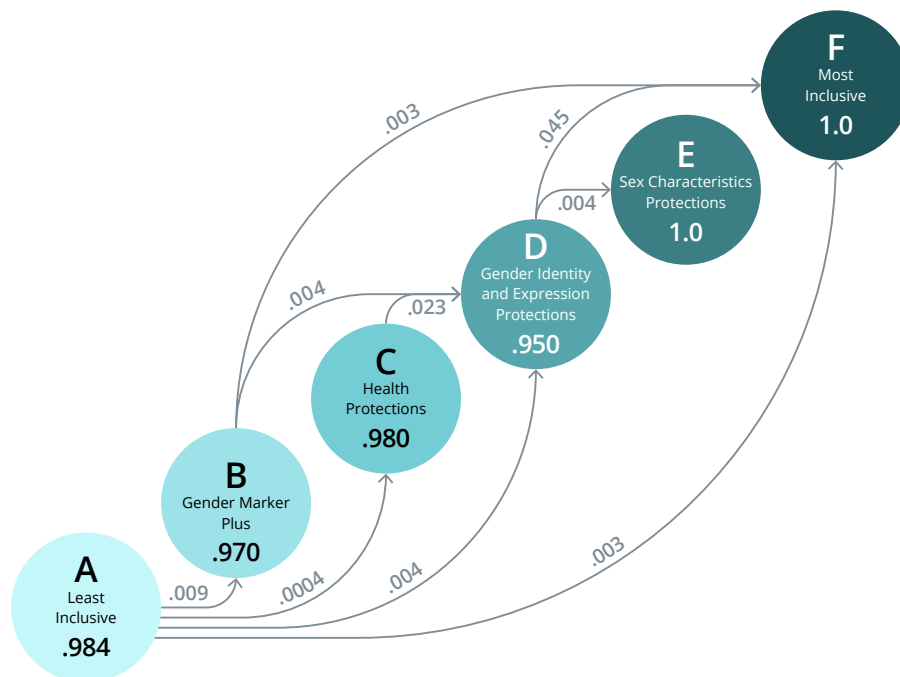 F
Most
Inclusive
1.0
.003
.045
E
Sex Characteristics
Protections
1.0
.004
D
Gender Identity
and Expression
Protections
.950
.004
.023
C
Health
Protections
.980
B
Gender Marker
Plus
.970
A
Least
Inclusive
.984
.009
.0004
.004
.003